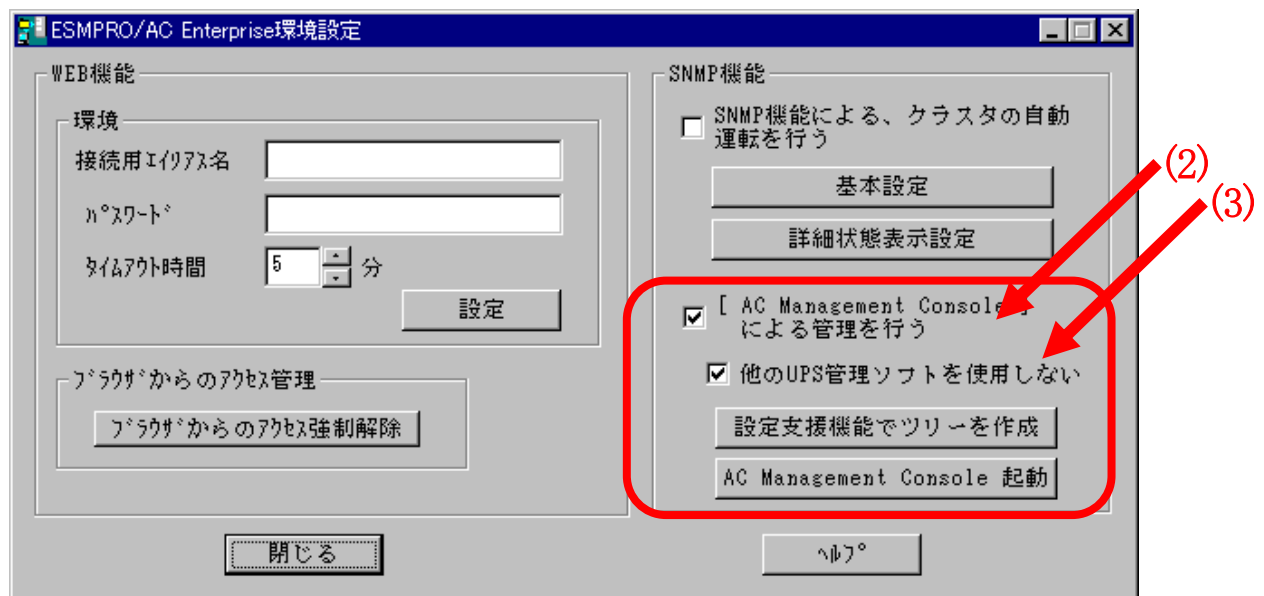 ESMPRO/AC Enterprise環境設定
WEB機能
環境
接続用ｴｲﾘｱｽ名
ﾊﾟｽﾜｰﾄﾞ
ﾀｲﾑｱｳﾄ時間
5
分
設定
ﾌﾞﾗｳｻﾞからのｱｸｾｽ管理
ﾌﾞﾗｳｻﾞからのｱｸｾｽ強制解除
SNMP機能
SNMP機能による、クラスタの自動
運転を行う
基本設定
詳細状態表示設定
[ AC Management Console ]
による管理を行う
他のUPS管理ソフトを使用しない
設定支援機能でツリーを作成
AC Management Console 起動
(2)
(3)
閉じる
ﾍﾙﾌﾟ